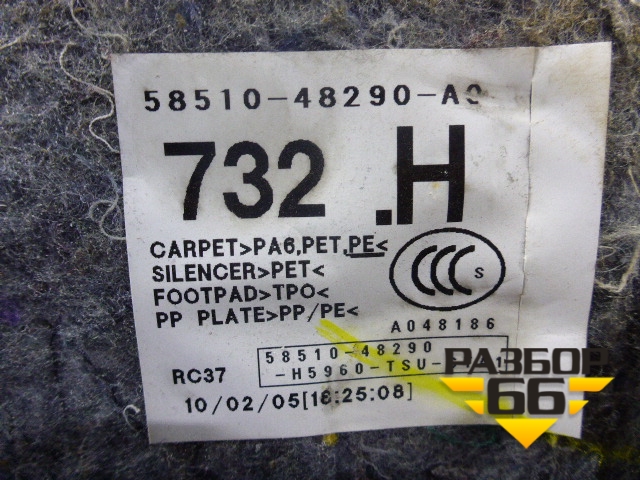 58510-48290-A0
732 .H
CARPET>PA6,PET,PE<
SILENCER>PET<
FOOTPAD>TPO<
PP PLATE>PP/PE<
CCC S
A048186
58510-48290
-H5960-TSU-
RC37
10/02/05[16:25:08]
РАЗБОР
66